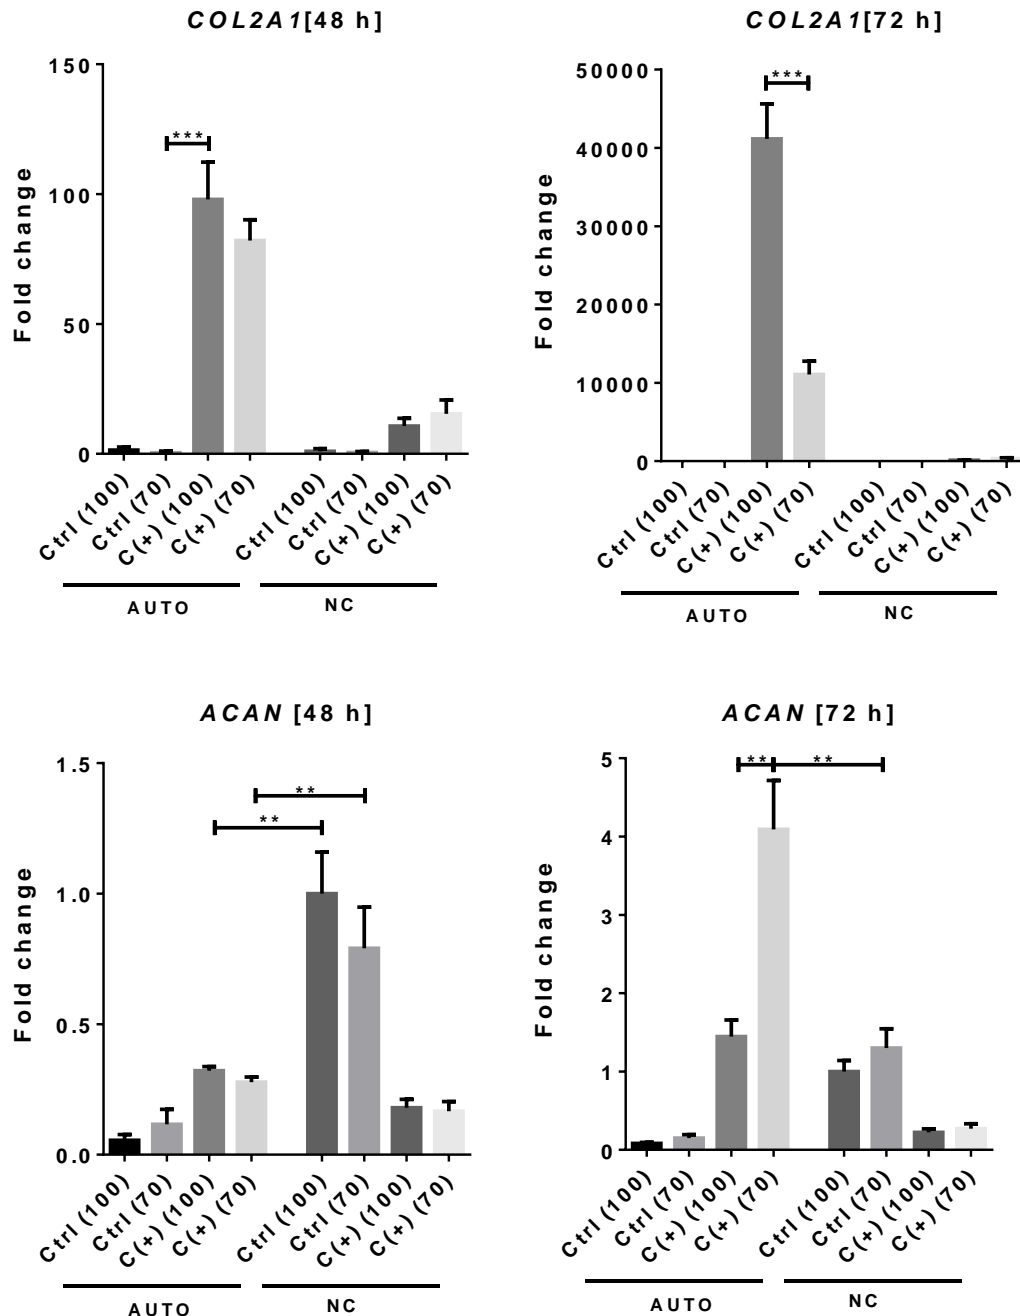 COL2A1[48 h]
Fold change
150
100
50
0
***
Ctrl (100)
Ctrl (70)
C(+) (100)
C(+) (70)
Ctrl (100)
Ctrl (70)
C(+) (100)
C(+) (70)
AUTO
NC
COL2A1[72 h]
Fold change
50000
40000
30000
20000
10000
0
***
Ctrl (100)
Ctrl (70)
C(+) (100)
C(+) (70)
Ctrl (100)
Ctrl (70)
C(+) (100)
C(+) (70)
AUTO
NC
ACAN [48 h]
Fold change
1.5
1.0
0.5
0.0
**
**
Ctrl (100)
Ctrl (70)
C(+) (100)
C(+) (70)
Ctrl (100)
Ctrl (70)
C(+) (100)
C(+) (70)
AUTO
NC
ACAN [72 h]
Fold change
5
4
3
2
1
0
**
**
Ctrl (100)
Ctrl (70)
C(+) (100)
C(+) (70)
Ctrl (100)
Ctrl (70)
C(+) (100)
C(+) (70)
AUTO
NC